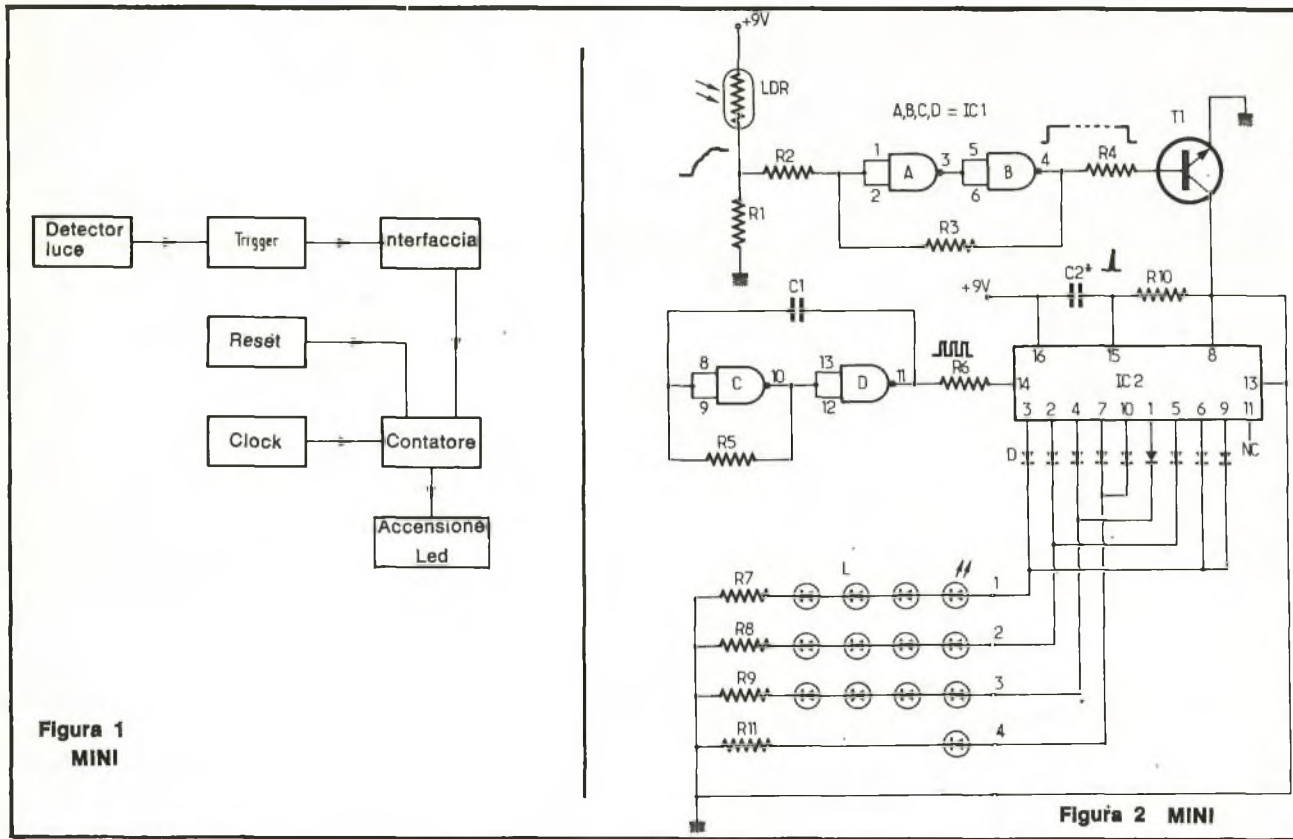 Detector
luce
Trigger
nterfaccia
Reset
Clock
Contatore
Accensione
Led
Figura 1
MINI
+9V
LDR
A,B,C,D = IC1
T1
R2
1
2
A
3
5
6
B
4
R4
R1
R3
C1
+9V
C2*
R10
8
9
C
10
13
12
D
11
R6
R5
16
15
8
14
IC2
13
3 2 4 7 10 1 5 6 9 11
D
NC
R7
L
1
R8
2
R9
3
R11
4
Figura 2 MINI